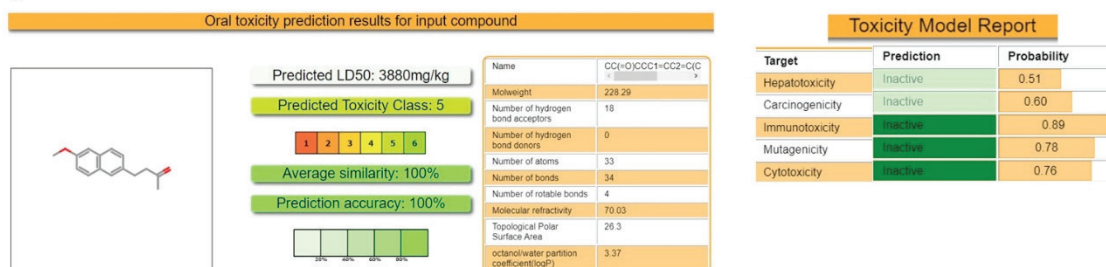 Oral toxicity prediction results for input compound
Predicted LD50: 3880mg/kg
Predicted Toxicity Class: 5
1 2 3 4 5 6
Average similarity: 100%
Prediction accuracy: 100%
20% 40% 60% 80%
Name CC(=O)CCC1=CC2=C(C
Molweight 228.29
Number of hydrogen
bond acceptors 18
Number of hydrogen
bond donors 0
Number of atoms 33
Number of bonds 34
Number of rotable bonds 4
Molecular refractivity 70.03
Topological Polar
Surface Area 26.3
octanol/water partition
coefficient(logP) 3.37
Toxicity Model Report
Target Prediction Probability
Hepatotoxicity Inactive 0.51
Carcinogenicity Inactive 0.60
Immunotoxicity Inactive 0.89
Mutagenicity Inactive 0.78
Cytotoxicity Inactive 0.76